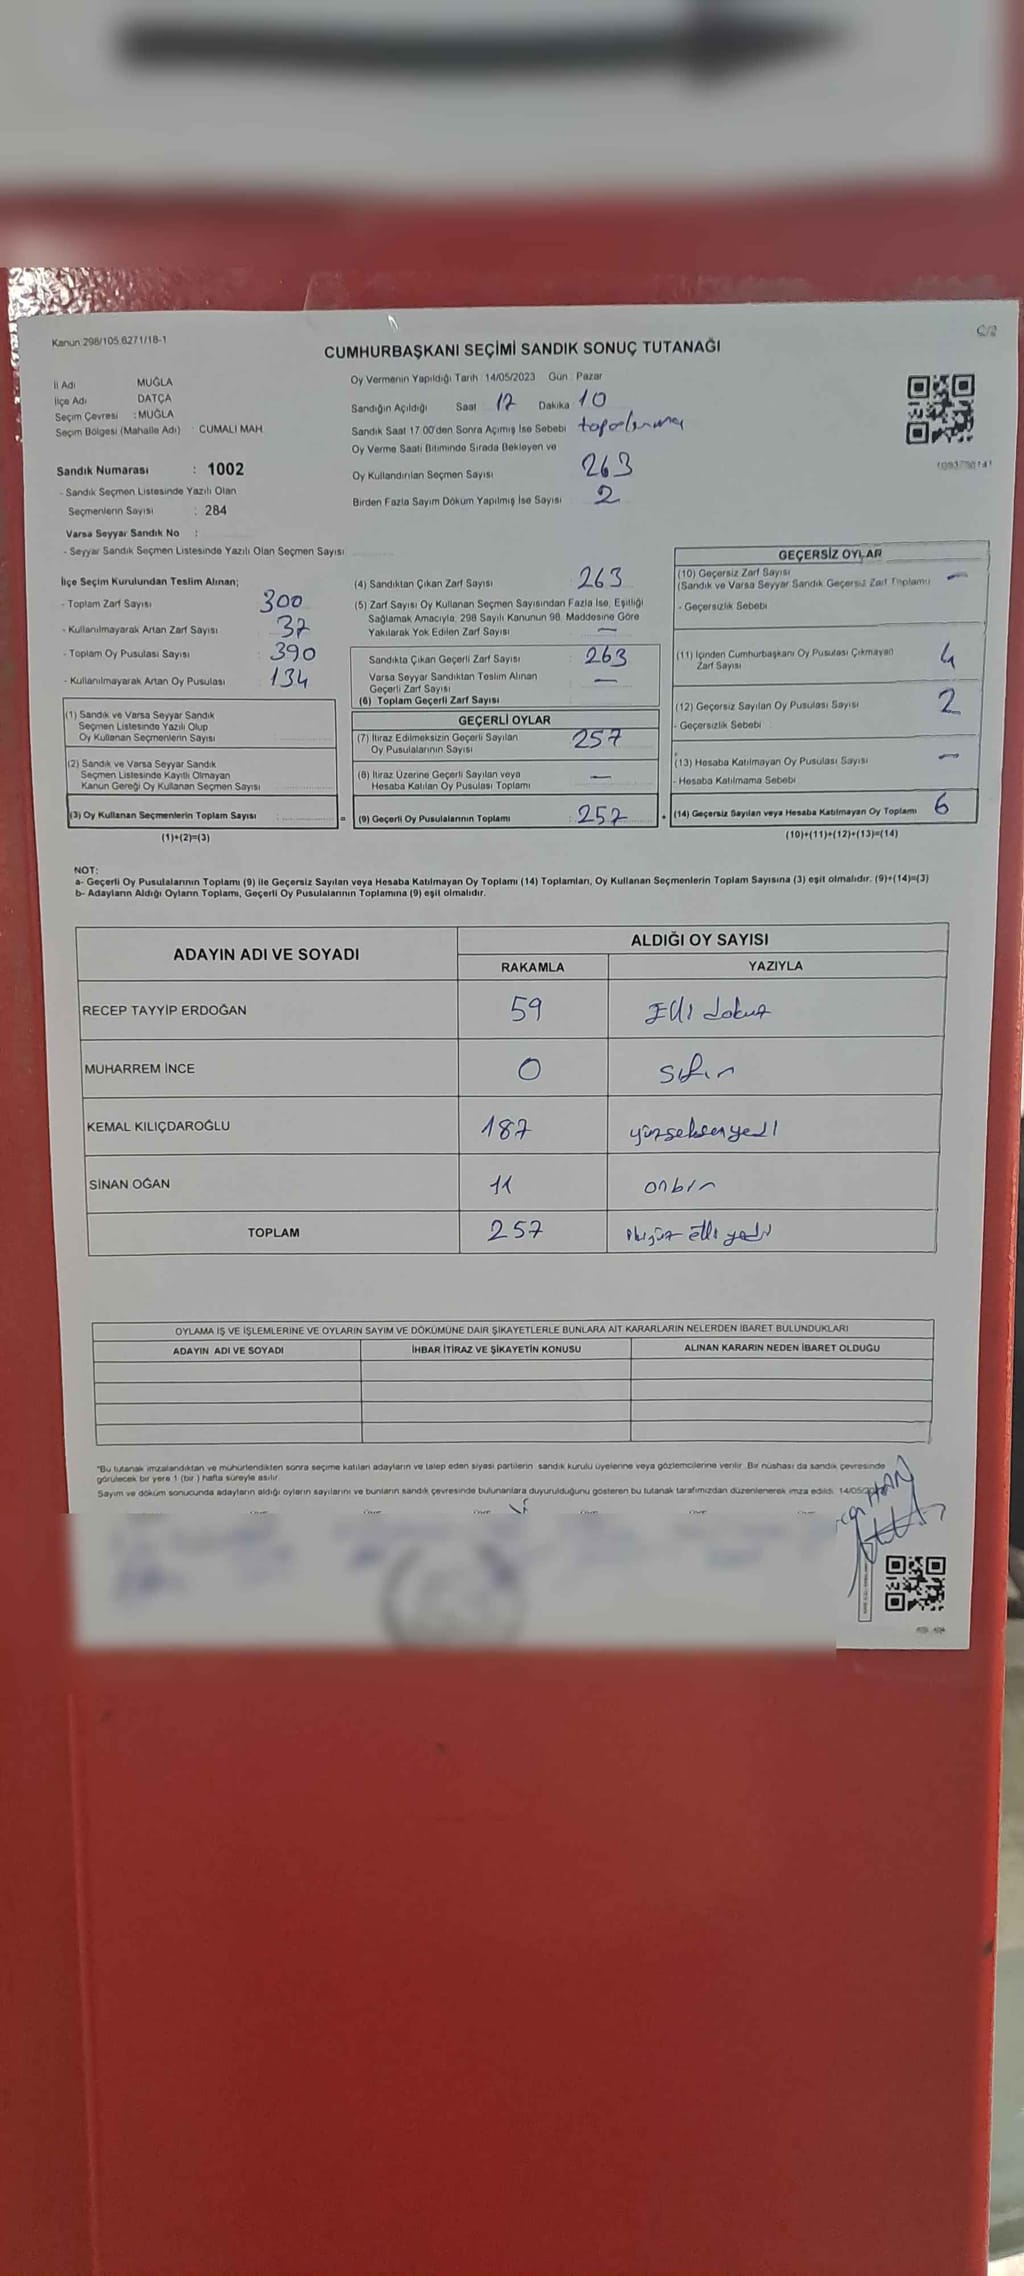 Kanun 298/105,6271/18-1
C/2
CUMHURBAŞKANI SEÇİMİ SANDIK SONUÇ TUTANAĞI
İl Adı MUĞLA
İlçe Adı DATÇA
Seçim Çevresi : MUĞLA
Seçim Bölgesi (Mahalle Adı) : CUMALI MAH.
Oy Vermenin Yapıldığı Tarih : 14/05/2023 Gün : Pazar
Sandığın Açıldığı Saat 17 Dakika : 10
Sandık Saat 17.00'den Sonra Açılmış İse Sebebi
Oy Verme Saati Bitiminde Sırada Bekleyen ve
Oy Kullandırılan Seçmen Sayısı 263
Birden Fazla Sayım Döküm Yapılmış İse Sayısı 2
Sandık Numarası : 1002
- Sandık Seçmen Listesinde Yazılı Olan
Seçmenlerin Sayısı : 284
Varsa Seyyar Sandık No :
- Seyyar Sandık Seçmen Listesinde Yazılı Olan Seçmen Sayısı
İlçe Seçim Kurulundan Teslim Alınan;
- Toplam Zarf Sayısı 300
- Kullanılmayarak Artan Zarf Sayısı : 37
- Toplam Oy Pusulası Sayısı : 390
- Kullanılmayarak Artan Oy Pusulası : 134
(1) Sandık ve Varsa Seyyar Sandık
Seçmen Listesinde Yazılı Olup
Oy Kullanan Seçmenlerin Sayısı
(2) Sandık ve Varsa Seyyar Sandık
Seçmen Listesinde Kayıtlı Olmayan
Kanun Gereği Oy Kullanan Seçmen Sayısı
(3) Oy Kullanan Seçmenlerin Toplam Sayısı :
(1)+(2)=(3)
(4) Sandıktan Çıkan Zarf Sayısı : 263
(5) Zarf Sayısı Oy Kullanan Seçmen Sayısından Fazla İse, Eşitliği
Sağlamak Amacıyla, 298 Sayılı Kanunun 98. Maddesine Göre
Yakılarak Yok Edilen Zarf Sayısı —
Sandıkta Çıkan Geçerli Zarf Sayısı : 263
Varsa Seyyar Sandıktan Teslim Alınan
Geçerli Zarf Sayısı —
(6) Toplam Geçerli Zarf Sayısı
GEÇERLİ OYLAR
(7) İtiraz Edilmeksizin Geçerli Sayılan
Oy Pusulalarının Sayısı 257
(8) İtiraz Üzerine Geçerli Sayılan veya
Hesaba Katılan Oy Pusulası Toplamı —
= (9) Geçerli Oy Pusulalarının Toplamı : 257
GEÇERSİZ OYLAR
(10) Geçersiz Zarf Sayısı
(Sandık ve Varsa Seyyar Sandık Geçersiz Zarf Toplamı) —
- Geçersizlik Sebebi
(11) İçinden Cumhurbaşkanı Oy Pusulası Çıkmayan
Zarf Sayısı 4
(12) Geçersiz Sayılan Oy Pusulası Sayısı 2
- Geçersizlik Sebebi :
(13) Hesaba Katılmayan Oy Pusulası Sayısı —
- Hesaba Katılmama Sebebi
+ (14) Geçersiz Sayılan veya Hesaba Katılmayan Oy Toplamı 6
(10)+(11)+(12)+(13)=(14)
NOT:
a- Geçerli Oy Pusulalarının Toplamı (9) ile Geçersiz Sayılan veya Hesaba Katılmayan Oy Toplamı (14) Toplamları, Oy Kullanan Seçmenlerin Toplam Sayısına (3) eşit olmalıdır. (9)+(14)=(3)
b- Adayların Aldığı Oyların Toplamı, Geçerli Oy Pusulalarının Toplamına (9) eşit olmalıdır.
ADAYIN ADI VE SOYADI ALDIĞI OY SAYISI
RAKAMLA YAZIYLA
RECEP TAYYİP ERDOĞAN 59 Elli dokuz
MUHARREM İNCE 0 sıfır
KEMAL KILIÇDAROĞLU 187 yüzseksenyedi
SİNAN OĞAN 11 onbir
TOPLAM 257 ikiyüz elli yedi
OYLAMA İŞ VE İŞLEMLERİNE VE OYLARIN SAYIM VE DÖKÜMÜNE DAİR ŞİKAYETLERLE BUNLARA AİT KARARLARIN NELERDEN İBARET BULUNDUKLARI
ADAYIN ADI VE SOYADI İHBAR İTİRAZ VE ŞİKAYETİN KONUSU ALINAN KARARIN NEDEN İBARET OLDUĞU
*Bu tutanak imzalandıktan ve mühürlendikten sonra seçime katılan adayların ve talep eden siyasi partilerin sandık kurulu üyelerine veya gözlemcilerine verilir. Bir nüshası da sandık çevresinde
görülecek bir yere 1 (bir ) hafta süreyle asılır.
Sayım ve döküm sonucunda adayların aldığı oyların sayılarını ve bunların sandık çevresinde bulunanlara duyurulduğunu gösteren bu tutanak tarafımızdan düzenlenerek imza edildi.